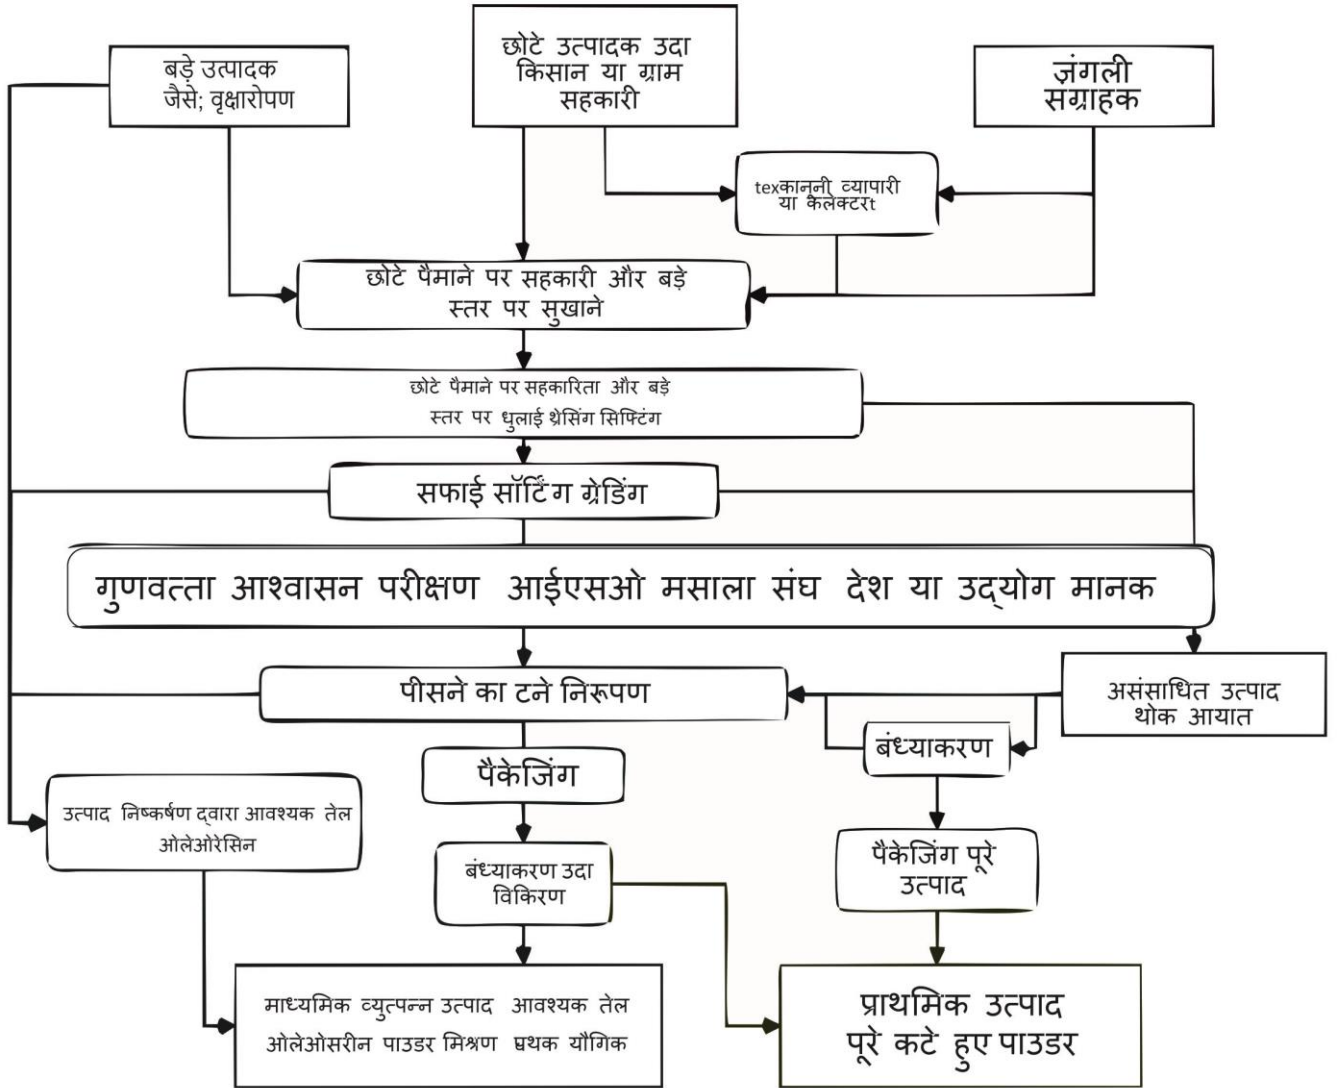 बड़े उत्पादक
जैसे; वृक्षारोपण
छोटे उत्पादक उदा
किसान या ग्राम
सहकारी
ज़ंगली
संग्राहक
texकानूनी व्यापारी
या कलेक्टरt
छोटे पैमाने पर सहकारी और बड़े
स्तर पर सुखाने
छोटे पैमाने पर सहकारिता और बड़े
स्तर पर धुलाई थ्रेसिंग सिफ्टिंग
सफाई सॉर्टिंग ग्रेडिंग
गुणवत्ता आश्वासन परीक्षण आईएसओ मसाला संघ देश या उद्योग मानक
पीसने का टने निरूपण
असंसाधित उत्पाद
थोक आयात
बंध्याकरण
पैकेजिंग
उत्पाद निष्कर्षण द्वारा आवश्यक तेल
ओलेओरेसिन
बंध्याकरण उदा
विकिरण
पैकेजिंग पूरे
उत्पाद
माध्यमिक व्युत्पन्न उत्पाद आवश्यक तेल
ओलेओसरीन पाउडर मिश्रण प्रथक यौगिक
प्राथमिक उत्पाद
पूरे कटे हुए पाउडर